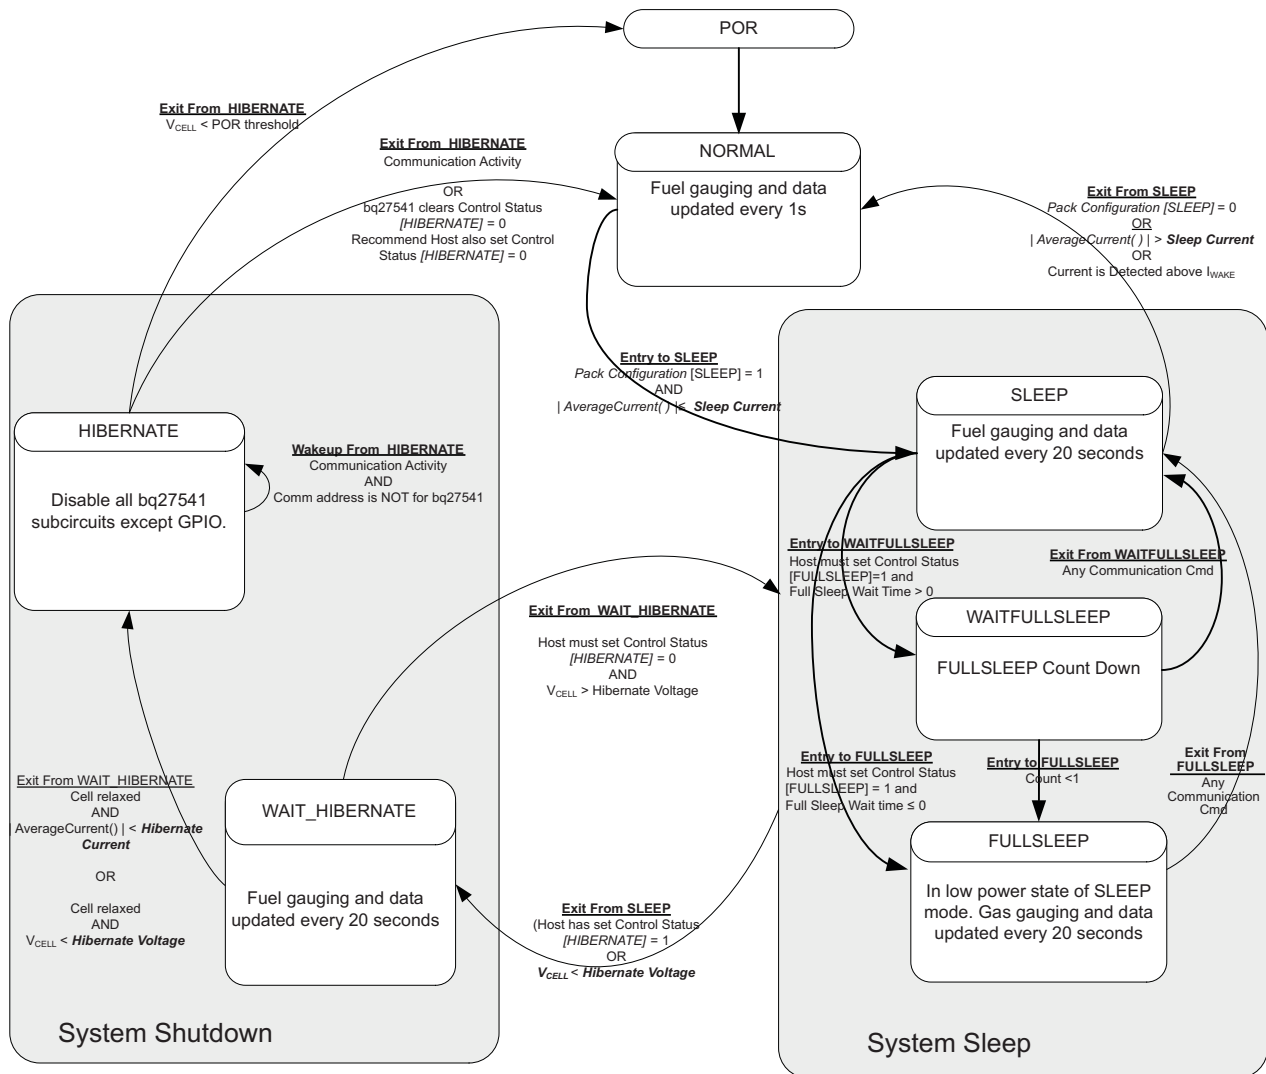 POR
Exit From HIBERNATE
VCELL < POR threshold
Exit From HIBERNATE
Communication Activity
OR
bq27541 clears Control Status
[HIBERNATE] = 0
Recommend Host also set Control
Status [HIBERNATE] = 0
NORMAL
Fuel gauging and data
updated every 1s
Exit From SLEEP
Pack Configuration [SLEEP] = 0
OR
| AverageCurrent( ) | > Sleep Current
OR
Current is Detected above IWAKE
Entry to SLEEP
Pack Configuration [SLEEP] = 1
AND
| AverageCurrent( ) |≤ Sleep Current
HIBERNATE
Disable all bq27541
subcircuits except GPIO.
Wakeup From HIBERNATE
Communication Activity
AND
Comm address is NOT for bq27541
SLEEP
Fuel gauging and data
updated every 20 seconds
Entry to WAITFULLSLEEP
Host must set Control Status
[FULLSLEEP]=1 and
Full Sleep Wait Time > 0
Exit From WAITFULLSLEEP
Any Communication Cmd
WAITFULLSLEEP
FULLSLEEP Count Down
Exit From WAIT_HIBERNATE
Host must set Control Status
[HIBERNATE] = 0
AND
VCELL > Hibernate Voltage
Entry to FULLSLEEP
Host must set Control Status
[FULLSLEEP] = 1 and
Full Sleep Wait time ≤ 0
Entry to FULLSLEEP
Count <1
Exit From
FULLSLEEP
Any
Communication
Cmd
Exit From WAIT_HIBERNATE
Cell relaxed
AND
| AverageCurrent() | < Hibernate
Current
OR
Cell relaxed
AND
VCELL < Hibernate Voltage
WAIT_HIBERNATE
Fuel gauging and data
updated every 20 seconds
FULLSLEEP
In low power state of SLEEP
mode. Gas gauging and data
updated every 20 seconds
Exit From SLEEP
(Host has set Control Status
[HIBERNATE] = 1
OR
VCELL < Hibernate Voltage
System Shutdown
System Sleep